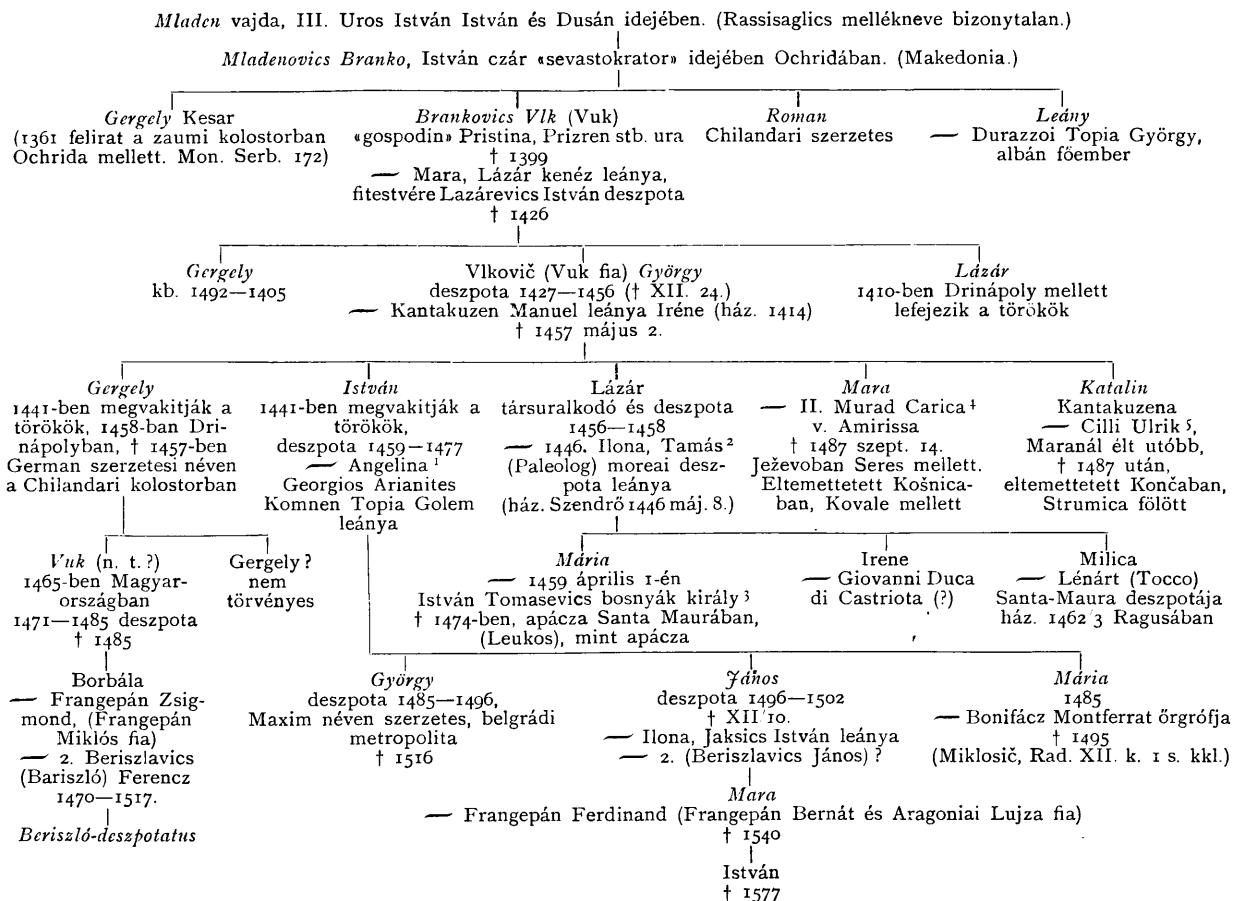 Mladen vajda, III. Uros István István és Dusán idejében. (Rassisaglics mellékneve bizonytalan.)
Mladenovics Branko, István czár «sevastokrator» idejében Ochridában. (Makedonia.)
Gergely Kesar
(1361 felirat a zaumi kolostorban
Ochrida mellett. Mon. Serb. 172)
Brankovics Vlk (Vuk)
«gospodin» Pristina, Prizren stb. ura
† 1399
— Mara, Lázár kenéz leánya,
fitestvére Lazárevics István deszpota
† 1426
Roman
Chilandari szerzetes
Leány
— Durazzoi Topia György,
albán főember
Gergely
kb. 1492—1405
Vlkovič (Vuk fia) György
deszpota 1427—1456 († XII. 24.)
— Kantakuzen Manuel leánya Iréne (ház. 1414)
† 1457 május 2.
Lázár
1410-ben Drinápoly mellett
lefejezik a törökök
Gergely
1441-ben megvakitják a
törökök, 1458-ban Dri-
nápolyban, † 1457-ben
German szerzetesi néven
a Chilandari kolostorban
István
1441-ben megvakitják a
törökök,
deszpota 1459—1477
— Angelina 1
Georgios Arianites
Komnen Topia Golem
leánya
Lázár
társuralkodó és deszpota
1456—1458
— 1446. Ilona, Tamás 2
(Paleolog) moreai desz-
pota leánya
(ház. Szendrő 1446 máj. 8.)
Mara
— II. Murad Carica 4
v. Amirissa
† 1487 szept. 14.
Ježevoban Seres mellett.
Eltemettetett Košnica-
ban, Kovale mellett
Katalin
Kantakuzena
— Cilli Ulrik 5,
Maranál élt utóbb,
† 1487 után,
eltemettetett Končaban,
Strumica fölött
Vuk (n. t. ?)
1465-ben Magyar-
országban
1471—1485 deszpota
† 1485
Gergely ?
nem
törvényes
Mária
— 1459 április 1-én
István Tomasevics bosnyák király 3
† 1474-ben, apácza Santa Maurában,
(Leukos), mint apácza
Irene
— Giovanni Duca
di Castriota (?)
Milica
— Lénárt (Tocco)
Santa-Maura deszpotája
ház. 1462/3 Ragusában
Borbála
— Frangepán Zsig-
mond, (Frangepán
Miklós fia)
— 2. Beriszlavics
(Bariszló) Ferencz
1470—1517.
Beriszló-deszpotatus
György
deszpota 1485—1496,
Maxim néven szerzetes, belgrádi
metropolita
† 1516
János
deszpota 1496—1502
† XII/10.
— Ilona, Jaksics István leánya
— 2. (Beriszlavics János) ?
Mária
1485
— Bonifácz Montferrat őrgrófja
† 1495
(Miklosič, Rad. XII. k. 1 s. kkl.)
Mara
— Frangepán Ferdinand (Frangepán Bernát és Aragoniai Lujza fia)
† 1540
István
† 1577